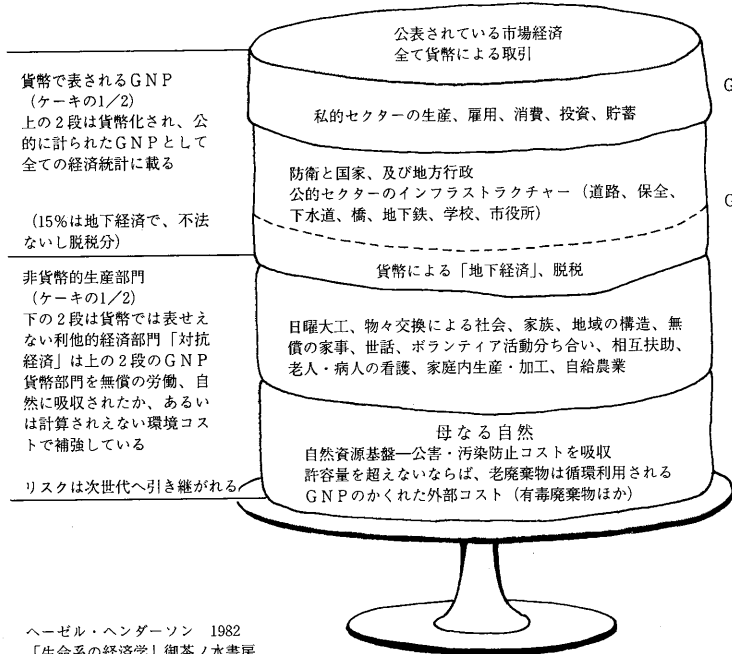 公表されている市場経済
全て貨幣による取引
私的セクターの生産、雇用、消費、投資、貯蓄
防衛と国家、及び地方行政
公的セクターのインフラストラクチャー（道路、保全、
下水道、橋、地下鉄、学校、市役所）
貨幣による「地下経済」、脱税
日曜大工、物々交換による社会、家族、地域の構造、無
償の家事、世話、ボランティア活動分ち合い、相互扶助、
老人・病人の看護、家庭内生産・加工、自給農業
母なる自然
自然資源基盤―公害・汚染防止コストを吸収
許容量を超えないならば、老廃棄物は循環利用される
GNPのかくれた外部コスト（有毒廃棄物ほか）
貨幣で表されるGNP
（ケーキの1／2）
上の2段は貨幣化され、公
的に計られたGNPとして
全ての経済統計に載る
（15％は地下経済で、不法
ないし脱税分）
非貨幣的生産部門
（ケーキの1／2）
下の2段は貨幣では表せえ
ない利他的経済部門「対抗
経済」は上の2段のGNP
貨幣部門を無償の労働、自
然に吸収されたか、あるい
は計算されえない環境コス
トで補強している
リスクは次世代へ引き継がれる
G
G
ヘーゼル・ヘンダーソン 1982
「生命系の経済学」御茶ノ水書房